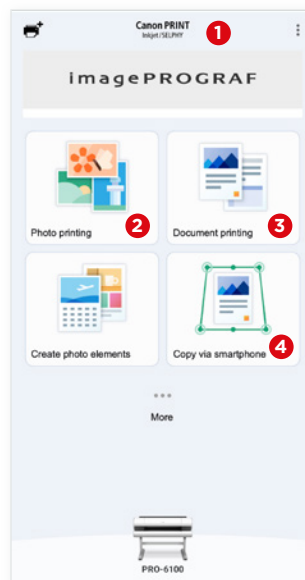 Canon PRINT
Inkjet/SELPHY
1
imagePROGRAF
Photo printing
2
Document printing
3
Create photo elements
Copy via smartphone
4
More
PRO-6100